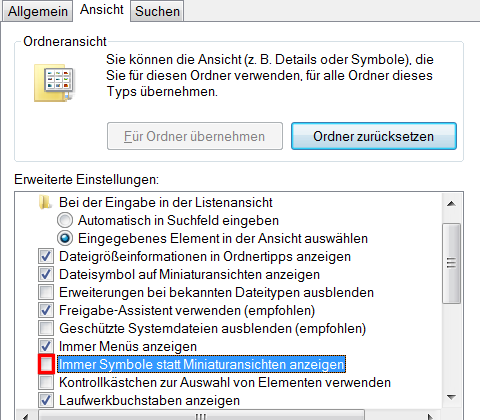 Allgemein Ansicht Suchen
Ordneransicht
Sie können die Ansicht (z. B. Details oder Symbole), die
Sie für diesen Ordner verwenden, für alle Ordner dieses
Typs übernehmen.
Für Ordner übernehmen Ordner zurücksetzen
Erweiterte Einstellungen:
Bei der Eingabe in der Listenansicht
Automatisch in Suchfeld eingeben
Eingegebenes Element in der Ansicht auswählen
Dateigrößeinformationen in Ordnertipps anzeigen
Dateisymbol auf Miniaturansichten anzeigen
Erweiterungen bei bekannten Dateitypen ausblenden
Freigabe-Assistent verwenden (empfohlen)
Geschützte Systemdateien ausblenden (empfohlen)
Immer Menüs anzeigen
Immer Symbole statt Miniaturansichten anzeigen
Kontrollkästchen zur Auswahl von Elementen verwenden
Laufwerkbuchstaben anzeigen